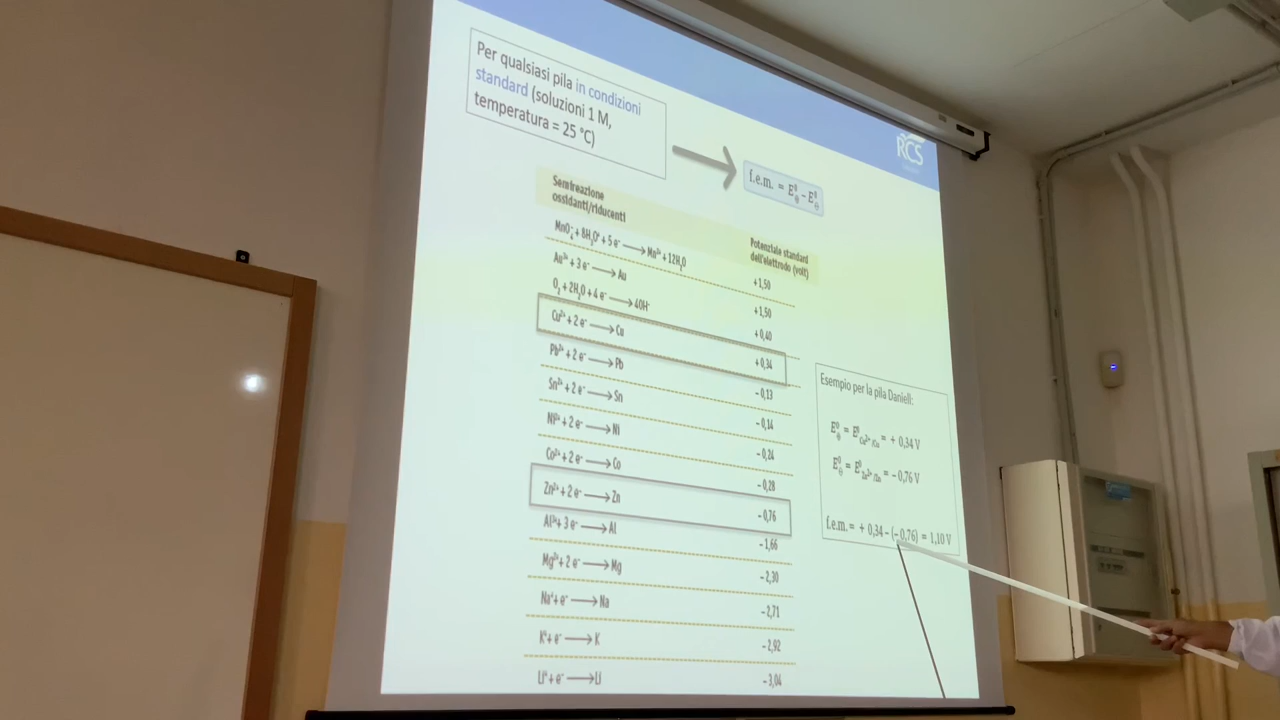 Per qualsiasi pila in condizioni
standard (soluzioni 1 M,
temperatura = 25 °C)
f.e.m. = E⁰⊕ − E⁰⊖
RCS
Semireazione
ossidanti/riducenti
Potenziale standard
dell'elettrodo (volt)
MnO₄⁻ + 8H₃O⁺ + 5 e⁻ ⟶ Mn²⁺ + 12H₂O +1,50
Au³⁺ + 3 e⁻ ⟶ Au +1,50
O₂ + 2H₂O + 4 e⁻ ⟶ 4OH⁻ +0,40
Cu²⁺ + 2 e⁻ ⟶ Cu +0,34
Pb²⁺ + 2 e⁻ ⟶ Pb −0,13
Sn²⁺ + 2 e⁻ ⟶ Sn −0,14
Ni²⁺ + 2 e⁻ ⟶ Ni −0,24
Co²⁺ + 2 e⁻ ⟶ Co −0,28
Zn²⁺ + 2 e⁻ ⟶ Zn −0,76
Al³⁺ + 3 e⁻ ⟶ Al −1,66
Mg²⁺ + 2 e⁻ ⟶ Mg −2,30
Na⁺ + e⁻ ⟶ Na −2,71
K⁺ + e⁻ ⟶ K −2,92
Li⁺ + e⁻ ⟶ Li −3,04
Esempio per la pila Daniell:
E⁰⊕ = E⁰Cu²⁺/Cu = + 0,34 V
E⁰⊖ = E⁰Zn²⁺/Zn = − 0,76 V
f.e.m. = + 0,34 − (−0,76) = 1,10 V